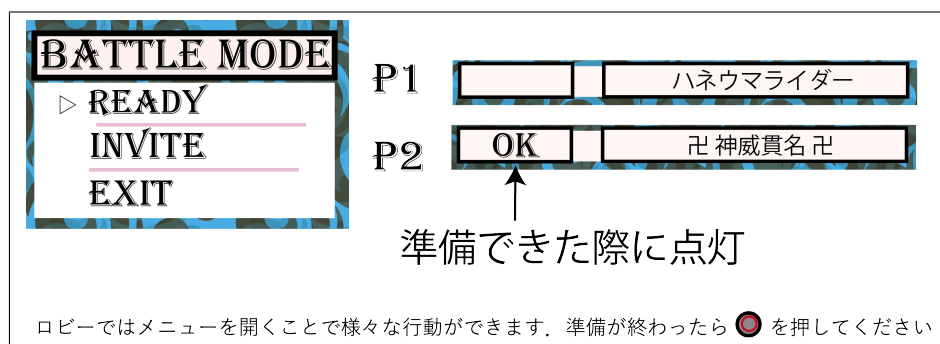 BATTLE MODE
READY
INVITE
EXIT
P1 ハネウマライダー
P2 OK 卍 神威貫名 卍
準備できた際に点灯
ロビーではメニューを開くことで様々な行動ができます．準備が終わったら を押してください